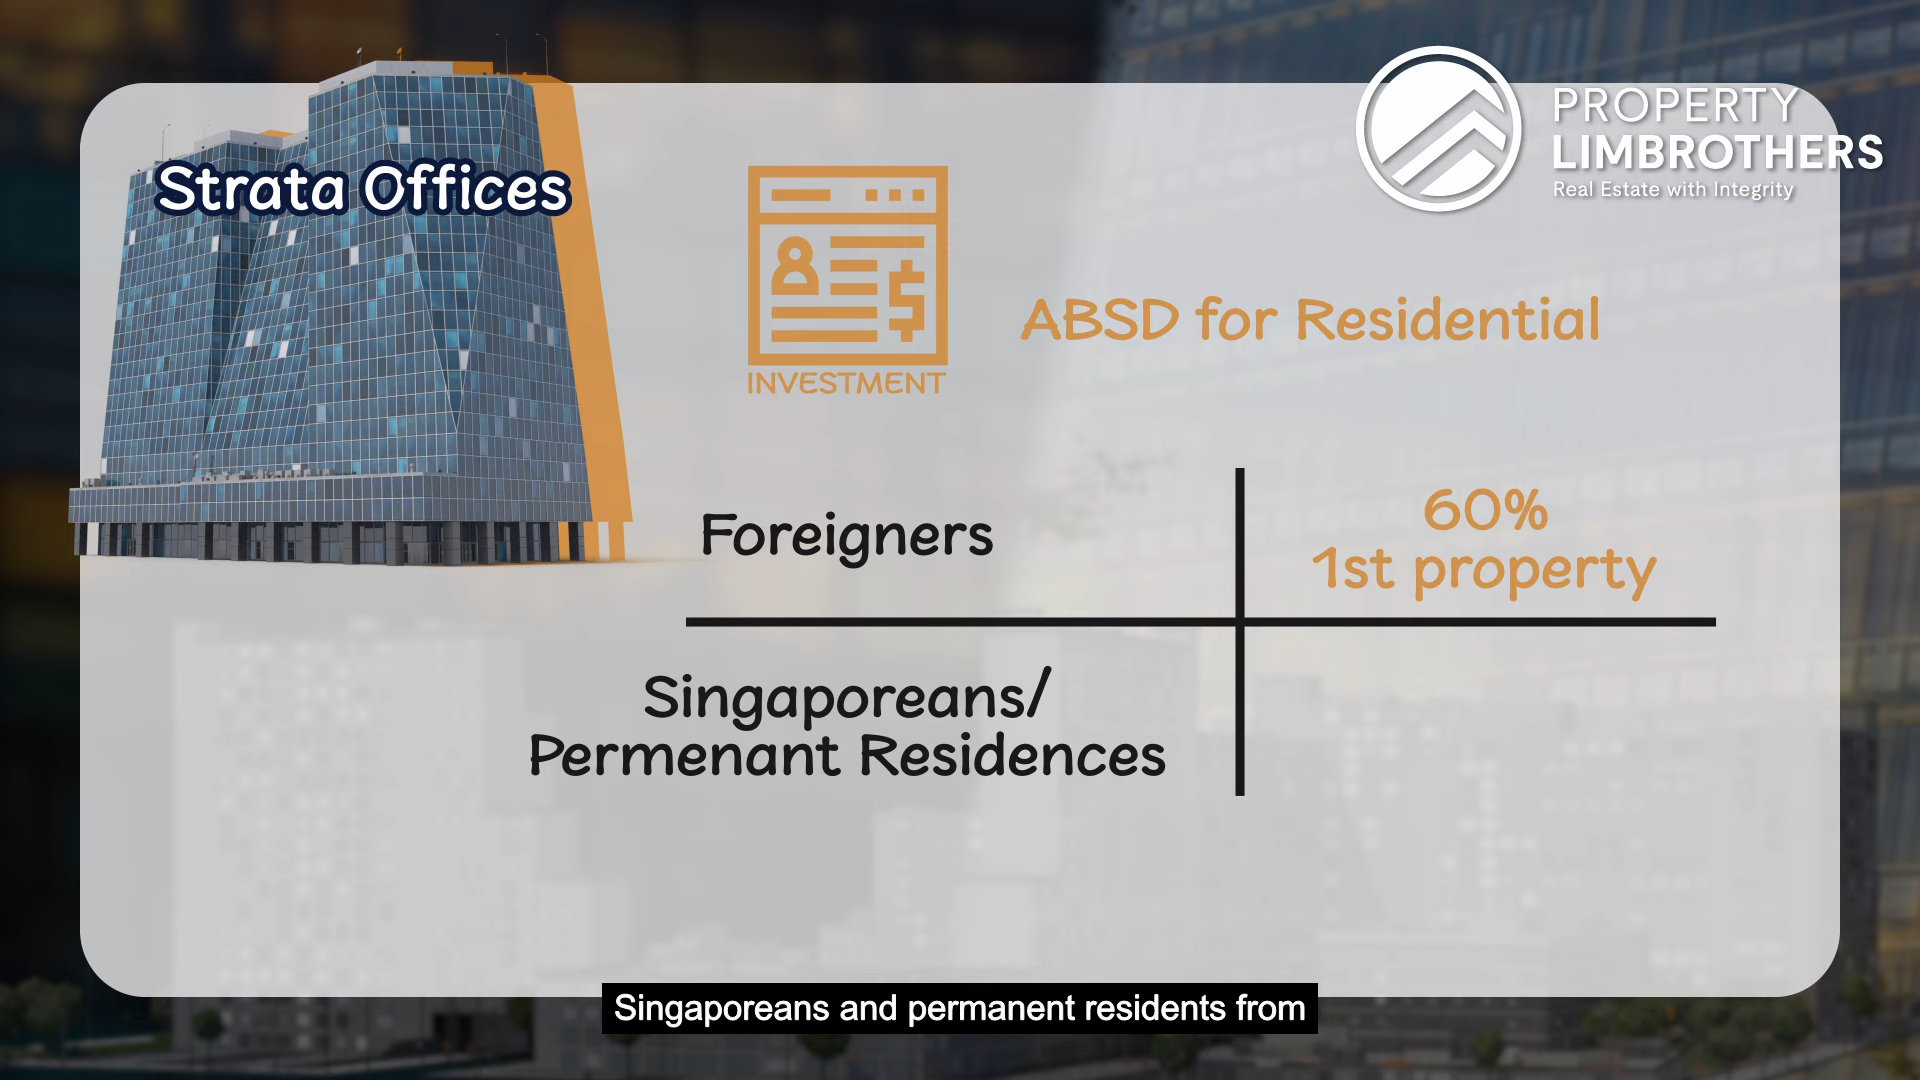 PROPERTY
LIMBROTHERS
Real Estate with Integrity
Strata Offices
INVESTMENT
ABSD for Residential
Foreigners
60%
1st property
Singaporeans/
Permenant Residences
Singaporeans and permanent residents from